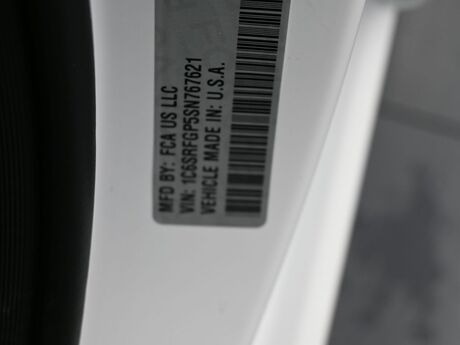 MFD BY: FCA US LLC
VIN: 1C6SRFGP5SN767621
VEHICLE MADE IN: U.S.A.